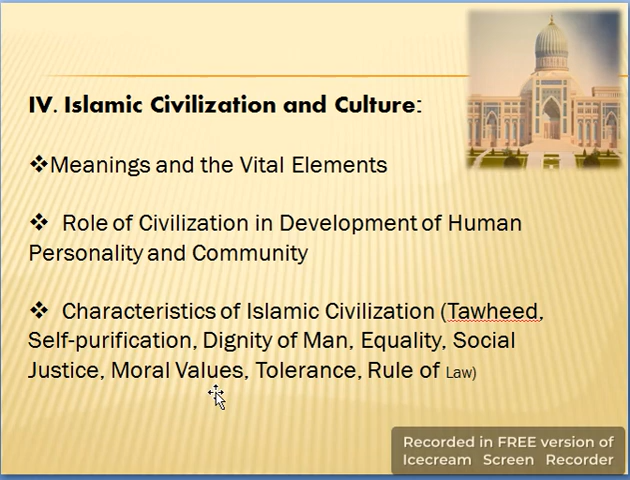 IV. Islamic Civilization and Culture:
❖Meanings and the Vital Elements
❖ Role of Civilization in Development of Human
Personality and Community
❖ Characteristics of Islamic Civilization (Tawheed,
Self-purification, Dignity of Man, Equality, Social
Justice, Moral Values, Tolerance, Rule of Law)
Recorded in FREE version of
Icecream Screen Recorder